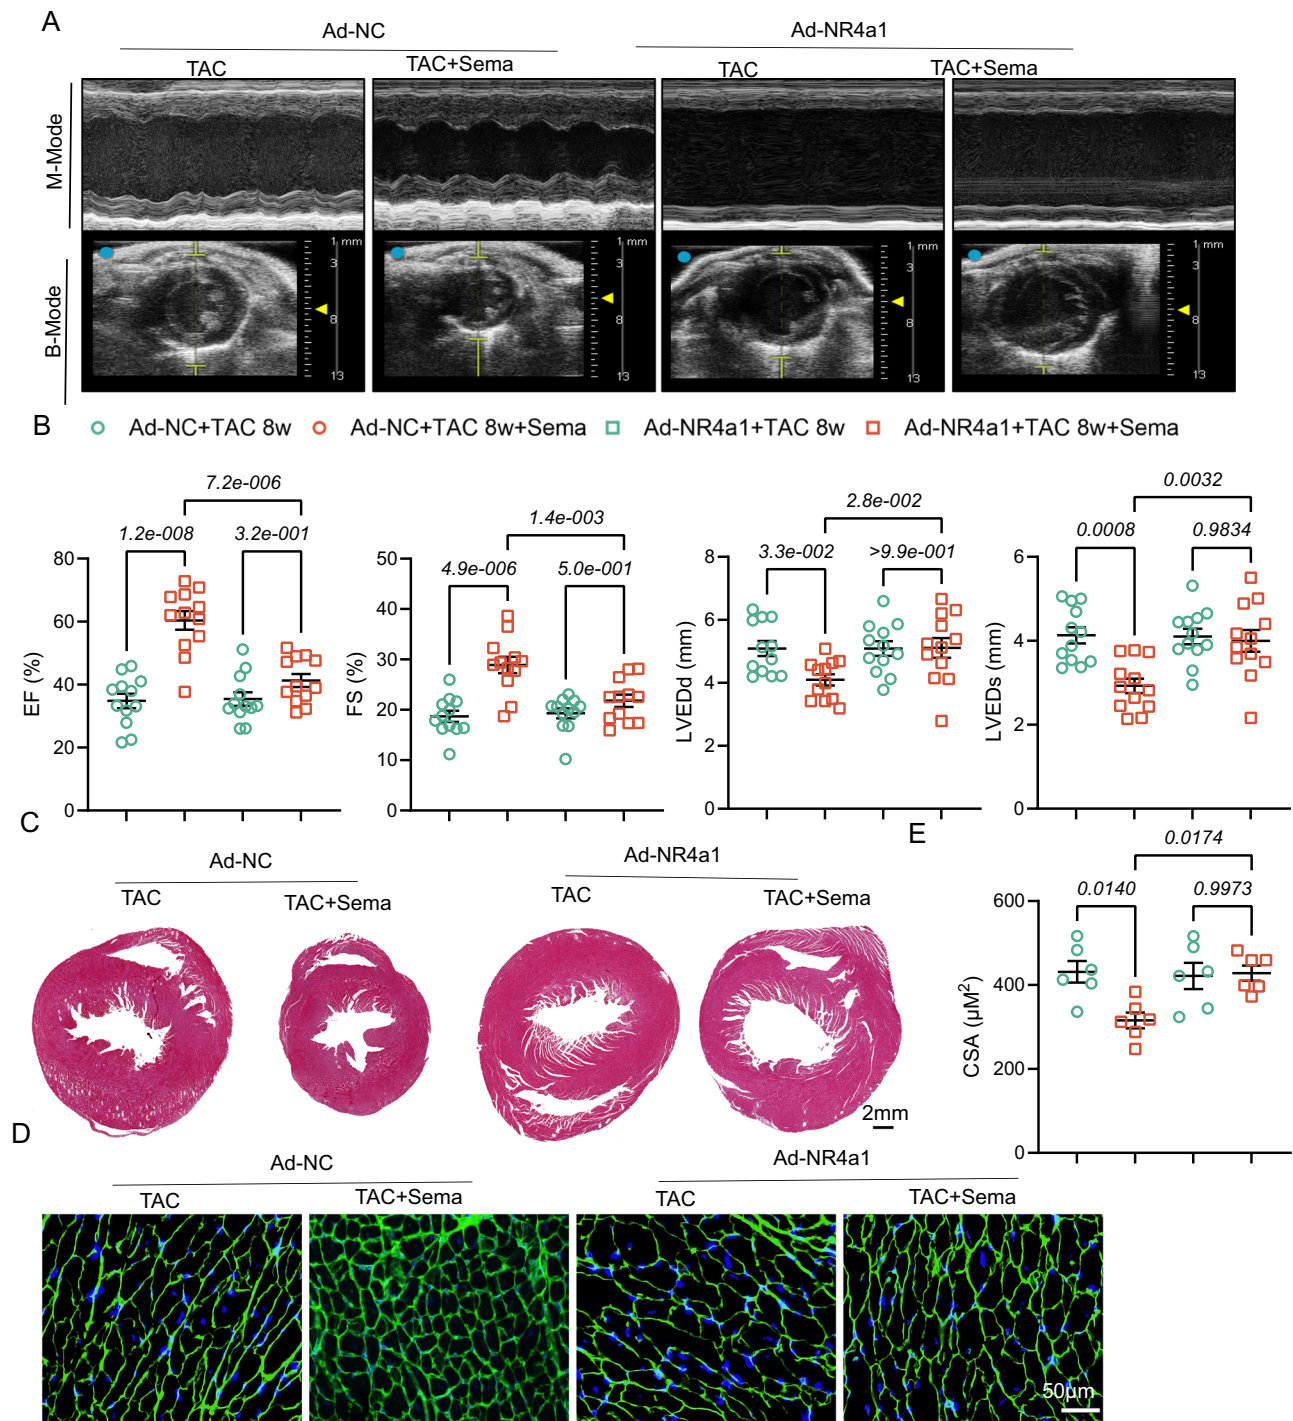 A
Ad-NC
Ad-NR4a1
TAC
TAC+Sema
TAC
TAC+Sema
M-Mode
B-Mode
1 mm
3
8
13
1 mm
3
8
13
1 mm
3
8
13
1 mm
3
8
13
B
Ad-NC+TAC 8w
Ad-NC+TAC 8w+Sema
Ad-NR4a1+TAC 8w
Ad-NR4a1+TAC 8w+Sema
7.2e-006
1.2e-008
3.2e-001
80
60
40
20
0
EF (%)
1.4e-003
4.9e-006
5.0e-001
50
40
30
20
10
0
FS (%)
2.8e-002
3.3e-002
>9.9e-001
8
6
4
2
0
LVEDd (mm)
0.0032
0.0008
0.9834
6
4
2
0
LVEDs (mm)
C
Ad-NC
Ad-NR4a1
TAC
TAC+Sema
TAC
TAC+Sema
2mm
E
0.0174
0.0140
0.9973
600
400
200
0
CSA (μM²)
D
Ad-NC
Ad-NR4a1
TAC
TAC+Sema
TAC
TAC+Sema
50μm